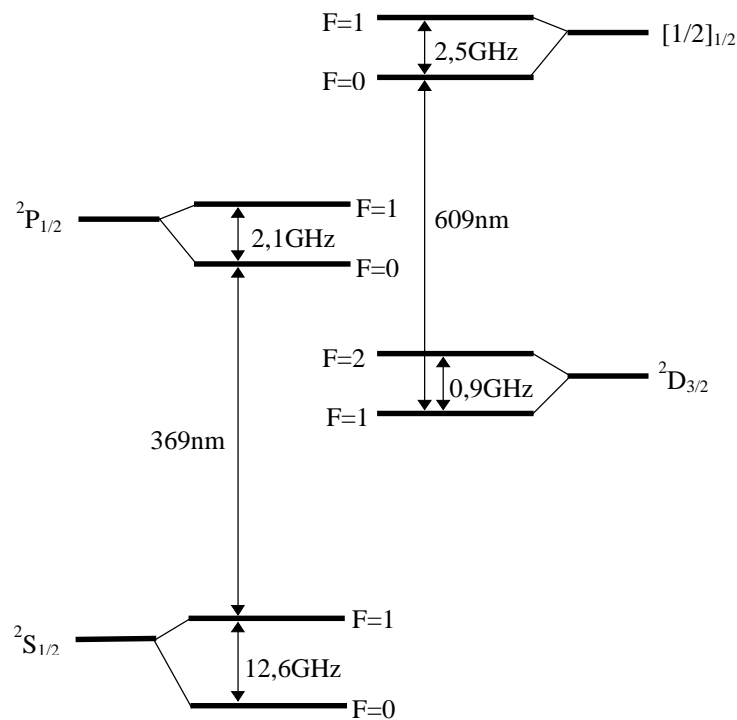 F=1
[1/2]₁/₂
2,5GHz
F=0
²P₁/₂
F=1
609nm
2,1GHz
F=0
F=2
²D₃/₂
0,9GHz
F=1
369nm
F=1
²S₁/₂
12,6GHz
F=0